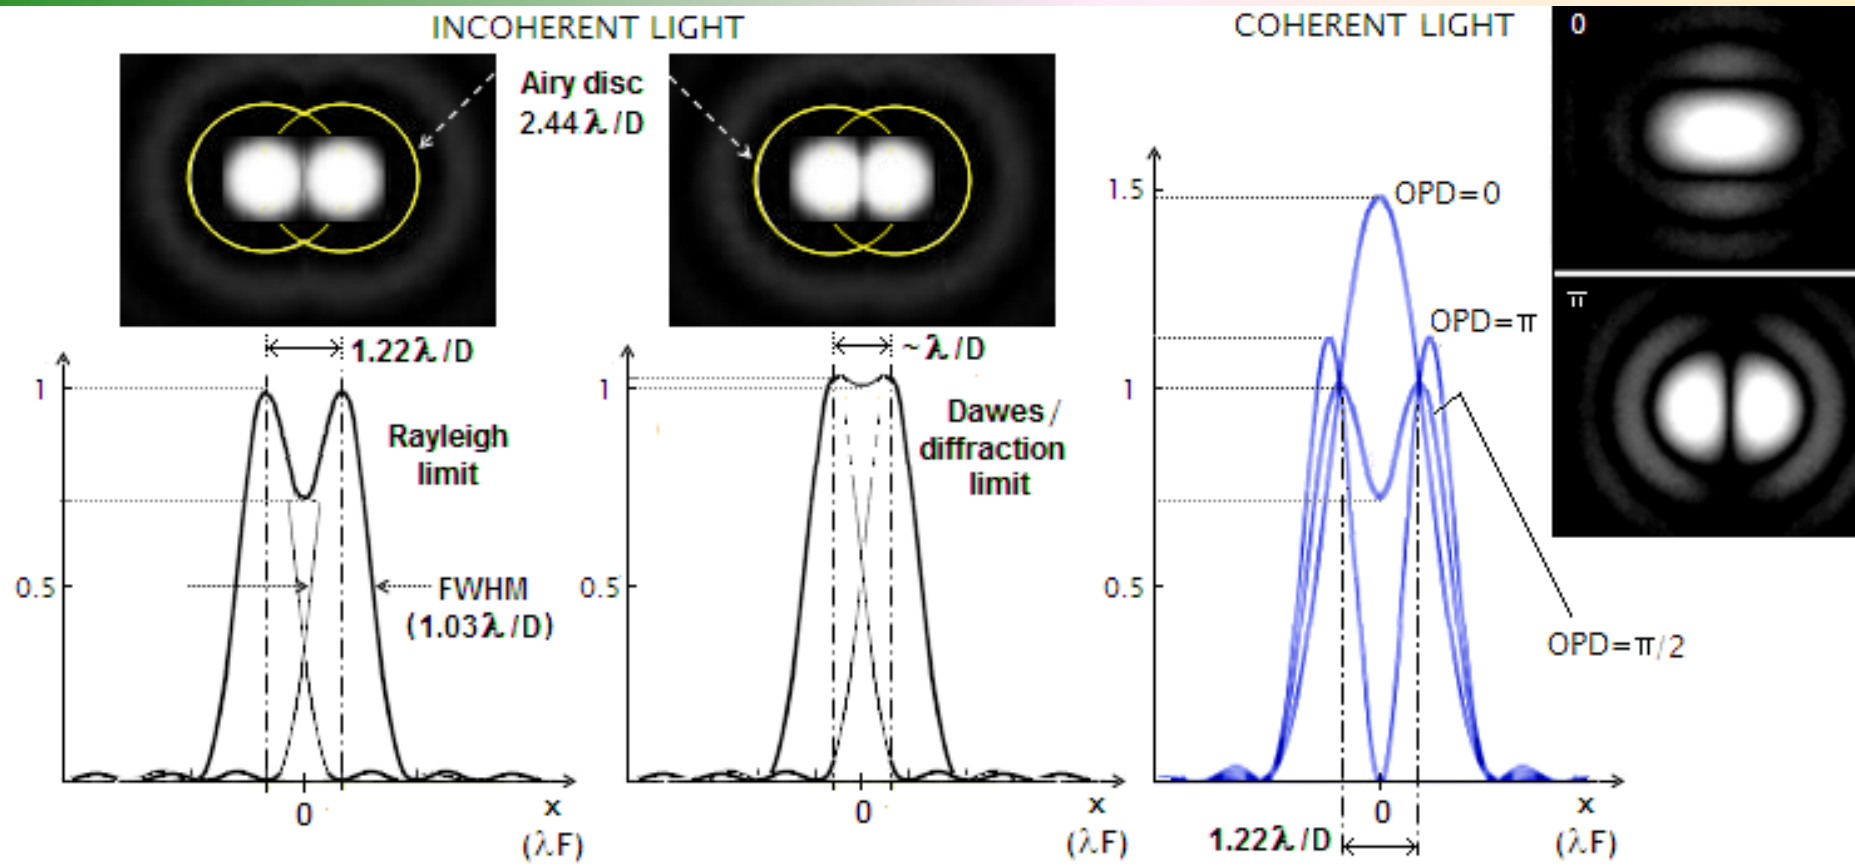 INCOHERENT LIGHT
Airy disc
2.44 λ /D
1.22λ /D
1
Rayleigh
limit
0.5
FWHM
(1.03λ /D)
0
x
(λF)
~ λ /D
1
Dawes /
diffraction
limit
0.5
0
x
(λF)
COHERENT LIGHT
1.5
OPD=0
OPD=π
1
0.5
OPD=π/2
0
x
1.22λ /D
(λF)
0
π